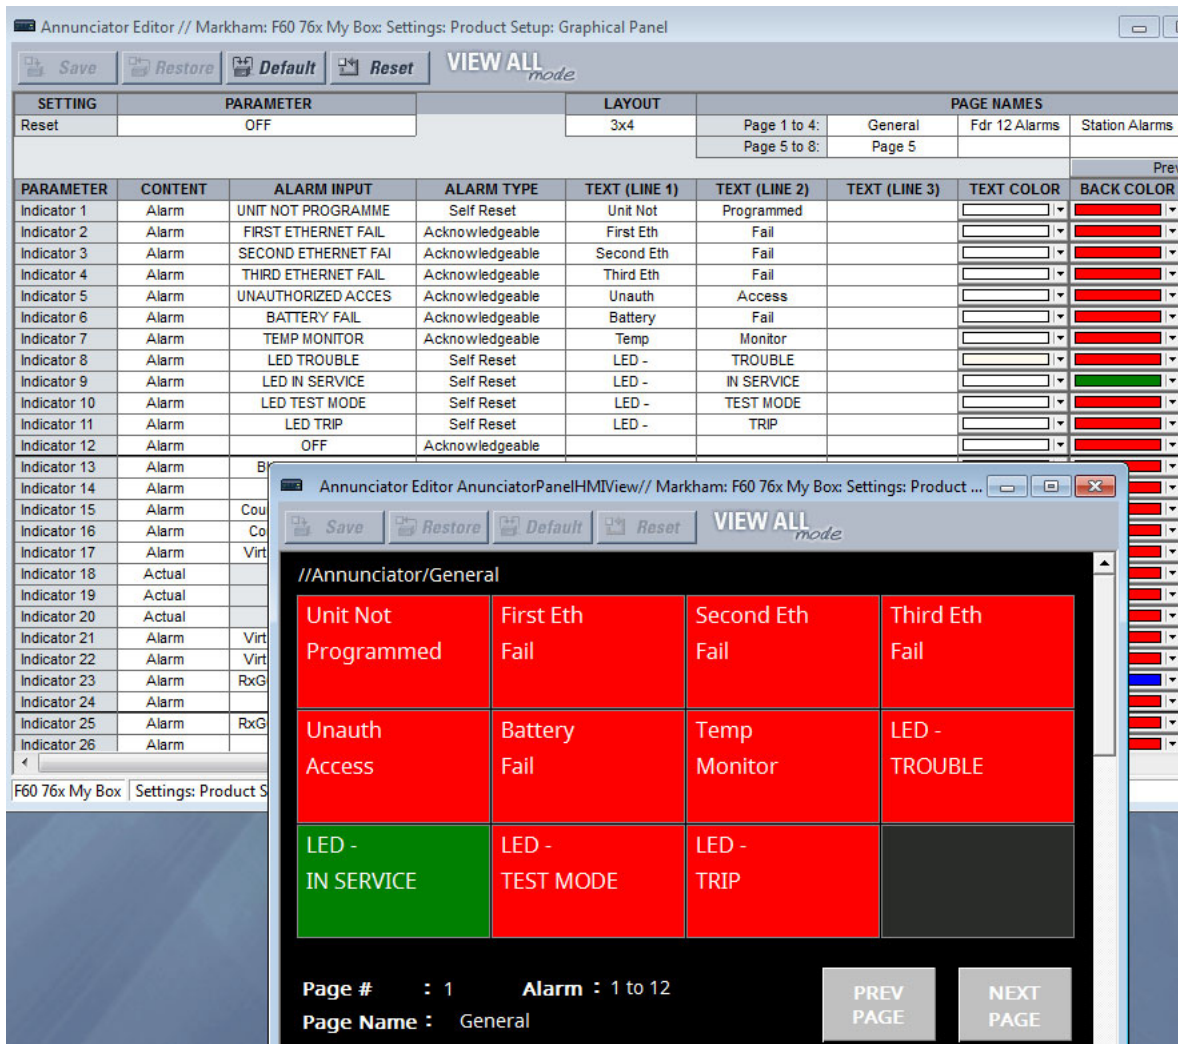 Annunciator Editor // Markham: F60 76x My Box: Settings: Product Setup: Graphical Panel
Save Restore Default Reset VIEW ALL mode
SETTING PARAMETER LAYOUT PAGE NAMES
Reset OFF 3x4 Page 1 to 4: General Fdr 12 Alarms Station Alarms
Page 5 to 8: Page 5
Prev
PARAMETER CONTENT ALARM INPUT ALARM TYPE TEXT (LINE 1) TEXT (LINE 2) TEXT (LINE 3) TEXT COLOR BACK COLOR
Indicator 1 Alarm UNIT NOT PROGRAMME Self Reset Unit Not Programmed
Indicator 2 Alarm FIRST ETHERNET FAIL Acknowledgeable First Eth Fail
Indicator 3 Alarm SECOND ETHERNET FAI Acknowledgeable Second Eth Fail
Indicator 4 Alarm THIRD ETHERNET FAIL Acknowledgeable Third Eth Fail
Indicator 5 Alarm UNAUTHORIZED ACCES Acknowledgeable Unauth Access
Indicator 6 Alarm BATTERY FAIL Acknowledgeable Battery Fail
Indicator 7 Alarm TEMP MONITOR Acknowledgeable Temp Monitor
Indicator 8 Alarm LED TROUBLE Self Reset LED - TROUBLE
Indicator 9 Alarm LED IN SERVICE Self Reset LED - IN SERVICE
Indicator 10 Alarm LED TEST MODE Self Reset LED - TEST MODE
Indicator 11 Alarm LED TRIP Self Reset LED - TRIP
Indicator 12 Alarm OFF Acknowledgeable
Indicator 13 Alarm
Indicator 14 Alarm
Indicator 15 Alarm Cou
Indicator 16 Alarm Co
Indicator 17 Alarm Virt
Indicator 18 Actual
Indicator 19 Actual
Indicator 20 Actual
Indicator 21 Alarm Virt
Indicator 22 Alarm Virt
Indicator 23 Alarm RxG
Indicator 24 Alarm
Indicator 25 Alarm RxG
Indicator 26 Alarm
F60 76x My Box Settings: Product S
Annunciator Editor AnunciatorPanelHMIView// Markham: F60 76x My Box: Settings: Product ...
Save Restore Default Reset VIEW ALL mode
//Annunciator/General
Unit Not First Eth Second Eth Third Eth
Programmed Fail Fail Fail
Unauth Battery Temp LED -
Access Fail Monitor TROUBLE
LED - LED - LED -
IN SERVICE TEST MODE TRIP
Page # : 1 Alarm : 1 to 12
Page Name : General
PREV NEXT
PAGE PAGE